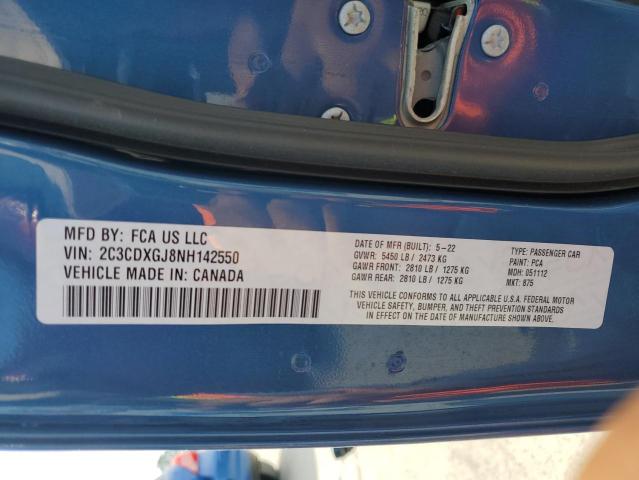 MFD BY: FCA US LLC
VIN: 2C3CDXGJ8NH142550
VEHICLE MADE IN: CANADA
DATE OF MFR (BUILT): 5-22
GVWR: 5450 LB / 2473 KG
GAWR FRONT: 2810 LB / 1275 KG
GAWR REAR: 2810 LB / 1275 KG
TYPE: PASSENGER CAR
PAINT: PCA
MDH: 051112
MKT: 875
THIS VEHICLE CONFORMS TO ALL APPLICABLE U.S.A. FEDERAL MOTOR
VEHICLE SAFETY, BUMPER, AND THEFT PREVENTION STANDARDS
IN EFFECT ON THE DATE OF MANUFACTURE SHOWN ABOVE.